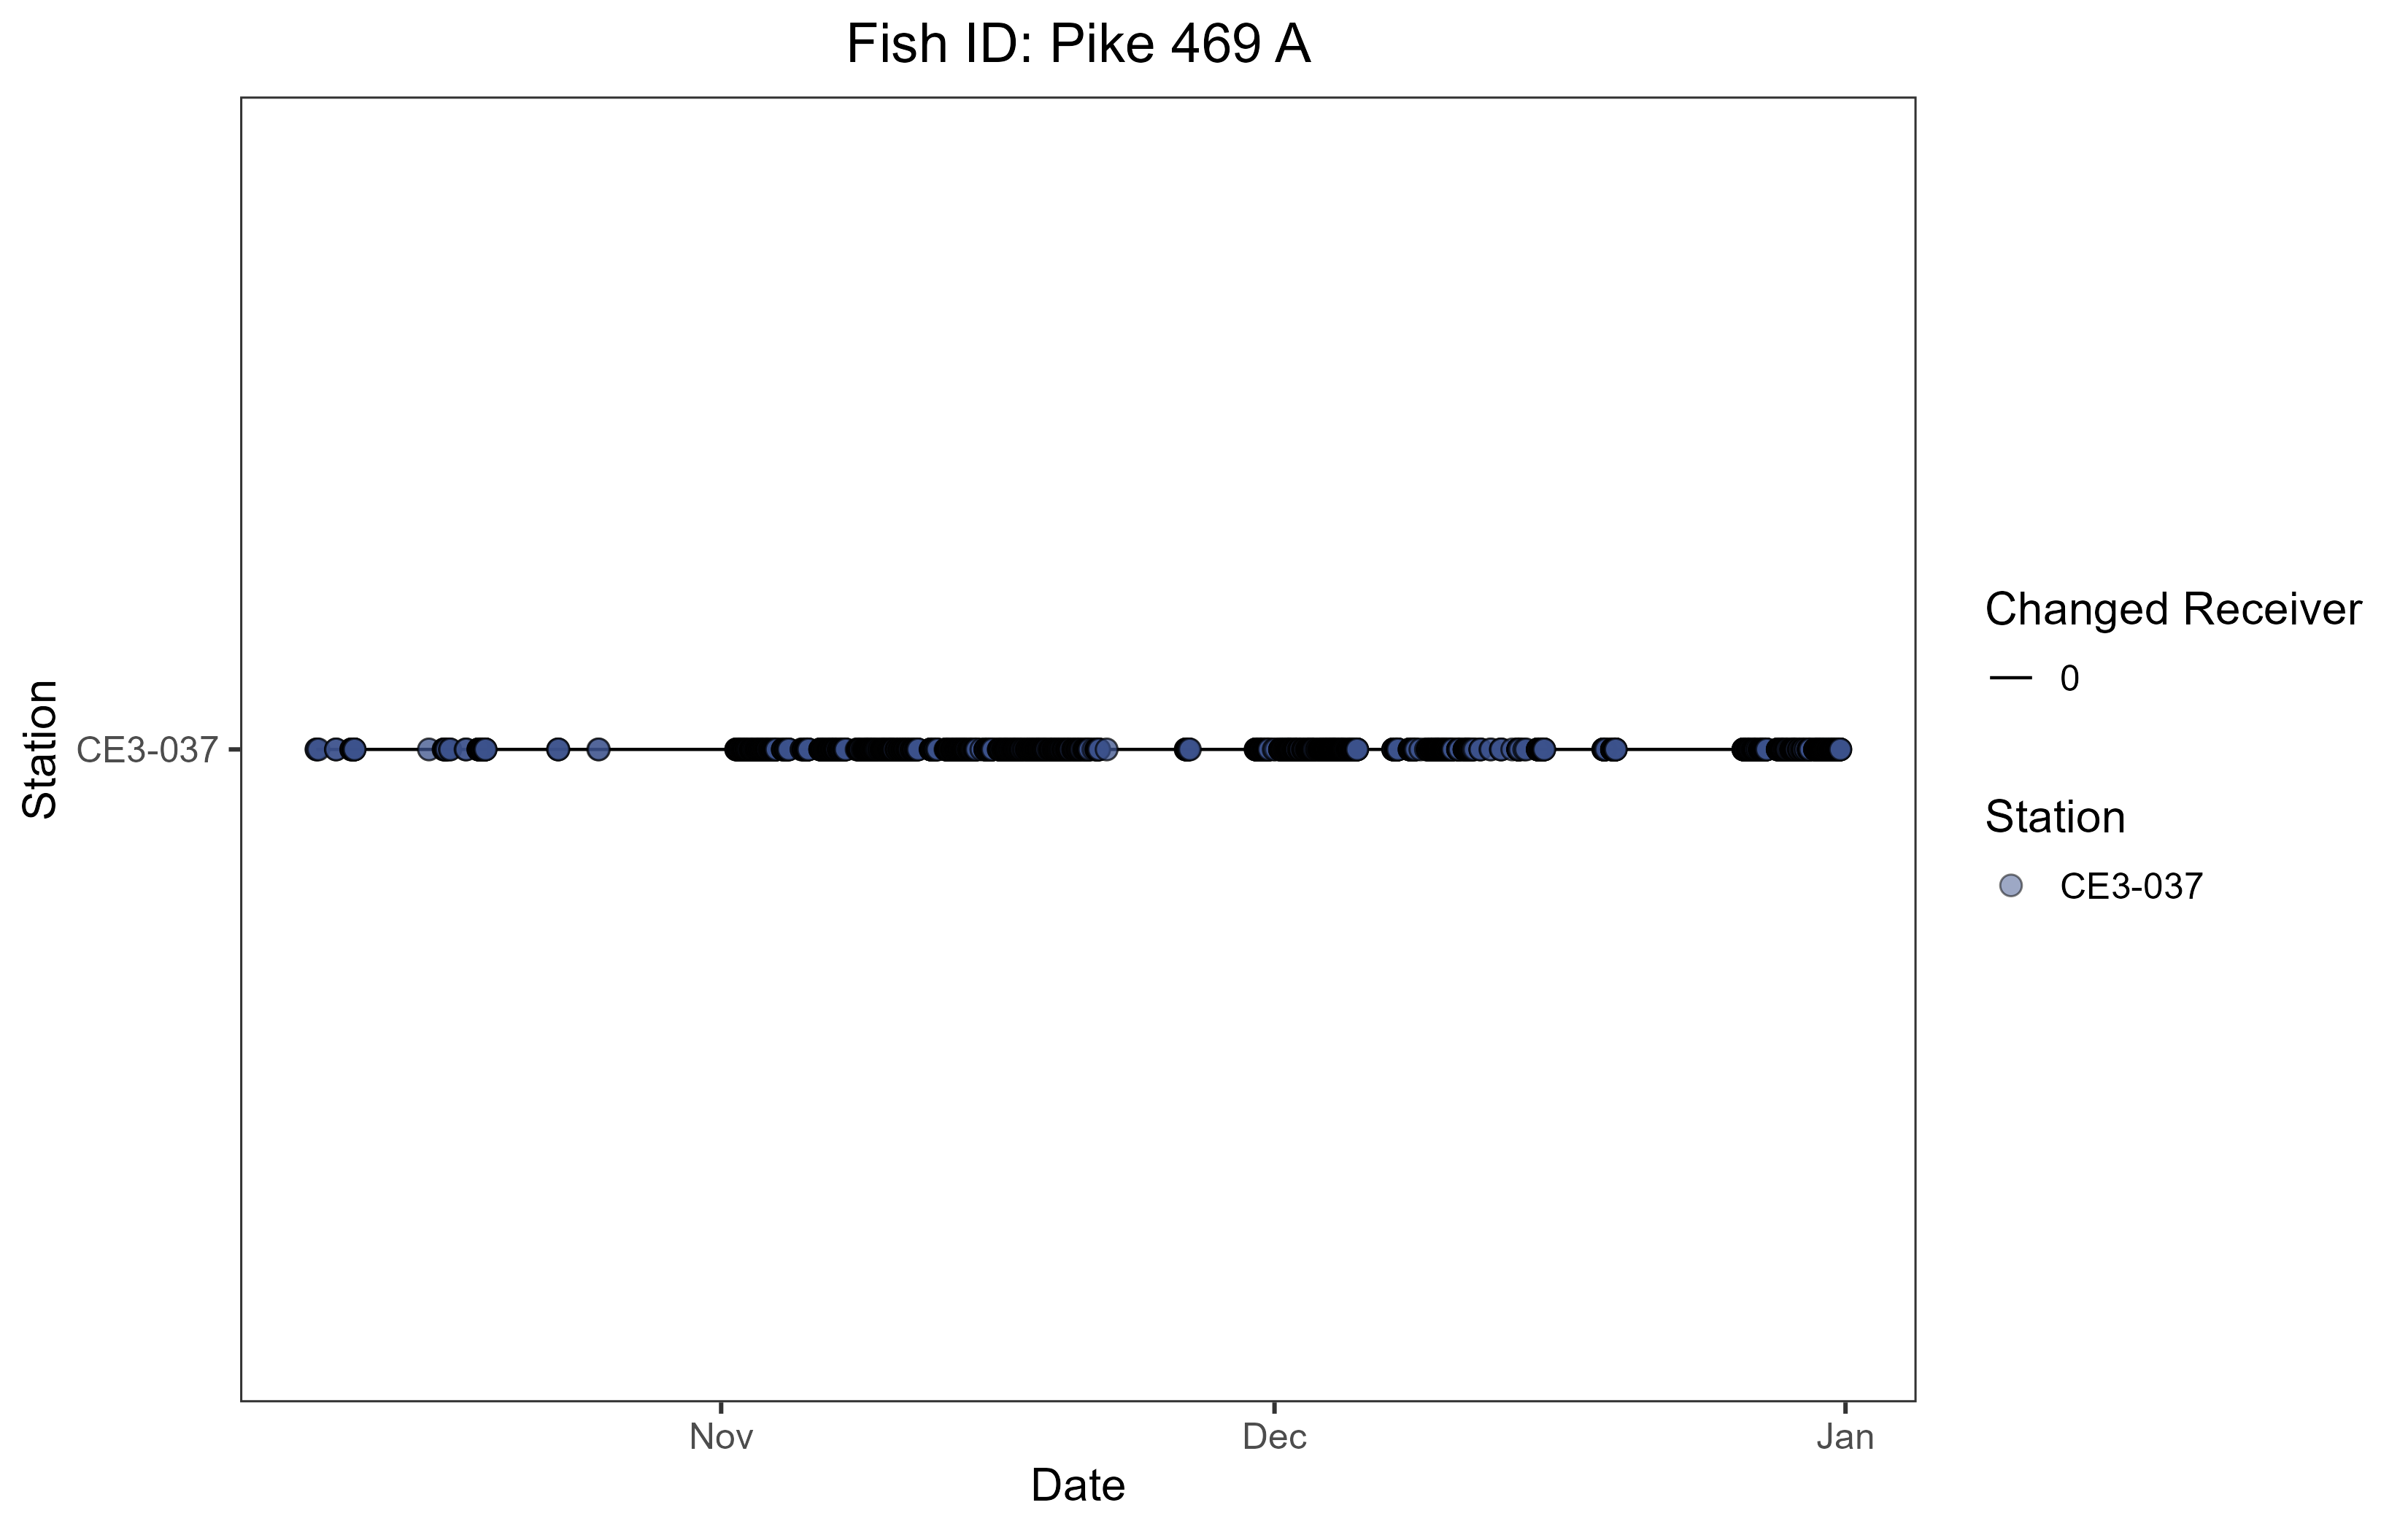 Fish ID: Pike 469 A
Station
CE3-037
Nov
Dec
Jan
Date
Changed Receiver
0
Station
CE3-037